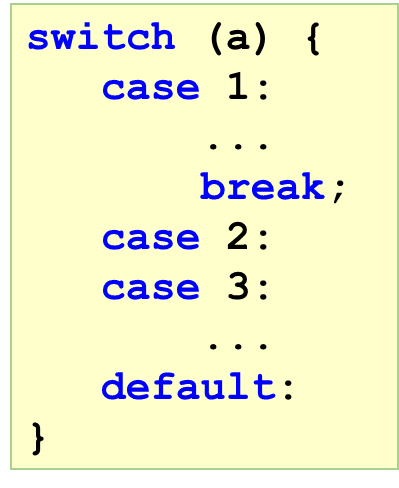 switch (a) {
case 1:
...
break;
case 2:
case 3:
...
default:
}